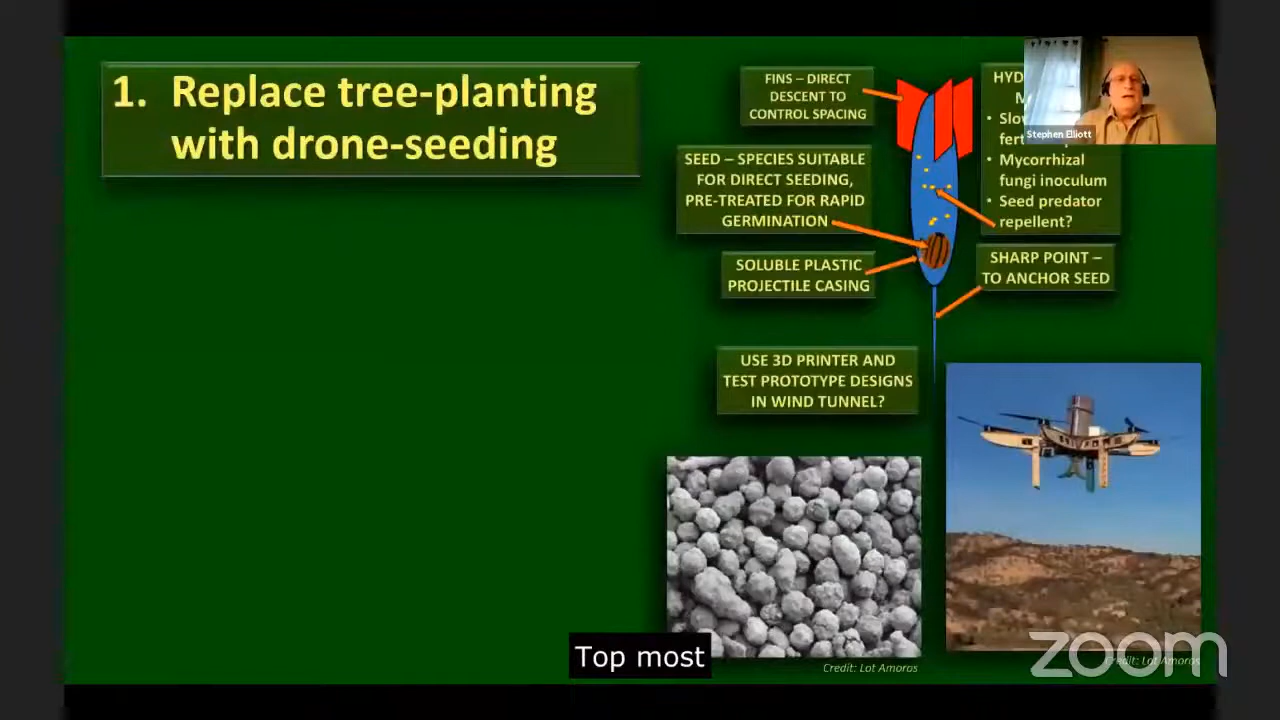 1. Replace tree-planting
with drone-seeding
FINS – DIRECT
DESCENT TO
CONTROL SPACING
SEED – SPECIES SUITABLE
FOR DIRECT SEEDING,
PRE-TREATED FOR RAPID
GERMINATION
SOLUBLE PLASTIC
PROJECTILE CASING
USE 3D PRINTER AND
TEST PROTOTYPE DESIGNS
IN WIND TUNNEL?
• Mycorrhizal
fungi inoculum
• Seed predator
repellent?
SHARP POINT –
TO ANCHOR SEED
Stephen Elliott
Top most
Credit: Lot Amoros
Credit: Lot Amoros
zoom